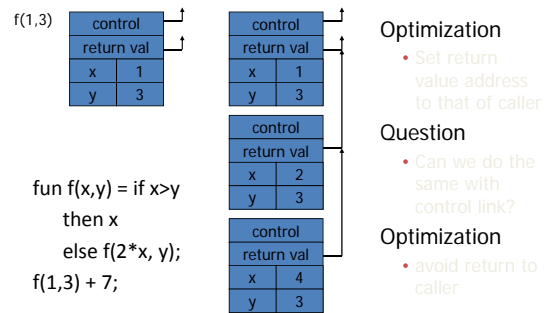 f(1,3)
control
return val
x 1
y 3
fun f(x,y) = if x>y
then x
else f(2*x, y);
f(1,3) + 7;
control
return val
x 1
y 3
control
return val
x 2
y 3
control
return val
x 4
y 3
Optimization
• Set return
value address
to that of caller
Question
• Can we do the
same with
control link?
Optimization
• avoid return to
caller